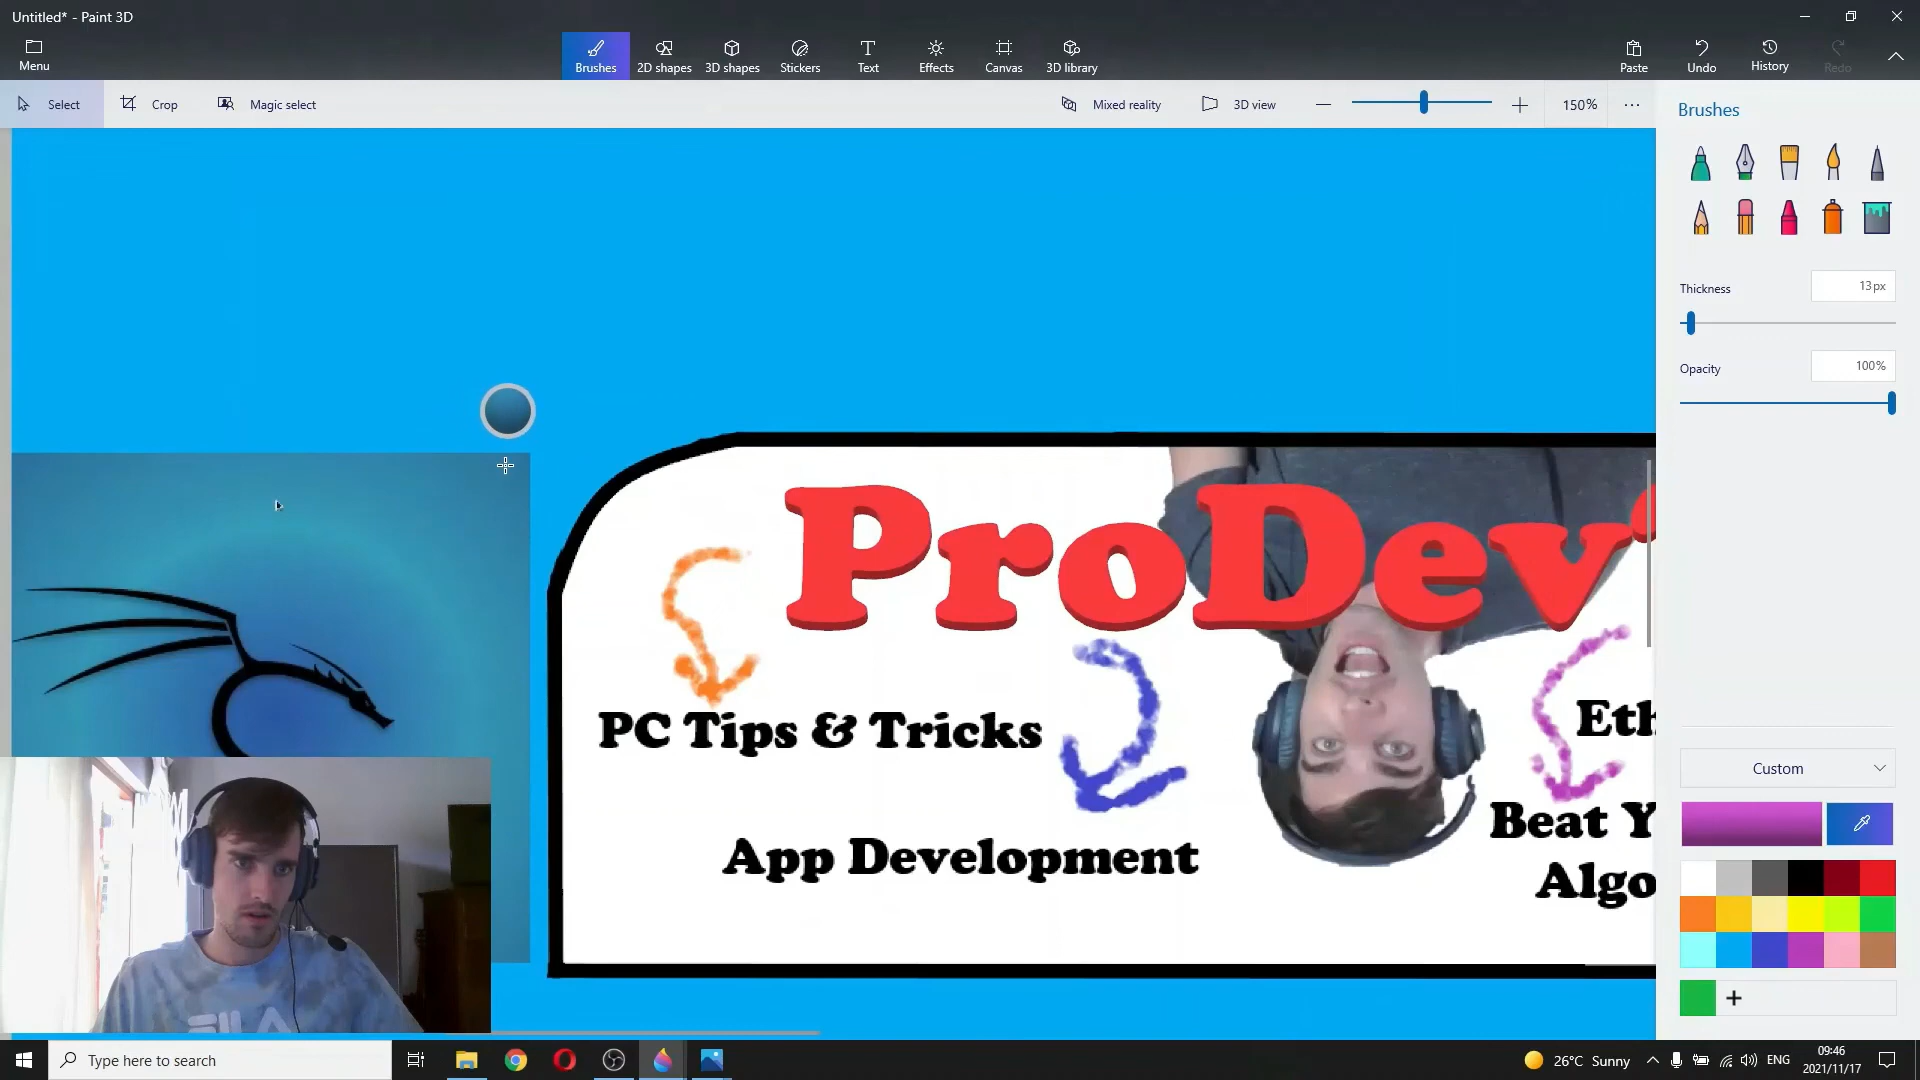 Untitled* - Paint 3D
Menu
Brushes
2D shapes
3D shapes
Stickers
Text
Effects
Canvas
3D library
Paste
Undo
History
Redo
Select
Crop
Magic select
Mixed reality
3D view
150%
Brushes
Thickness
13px
Opacity
100%
ProDev
PC Tips & Tricks
App Development
Eth
Beat Y
Algo
Custom
FILA
Type here to search
26°C Sunny
ENG
09:46
2021/11/17